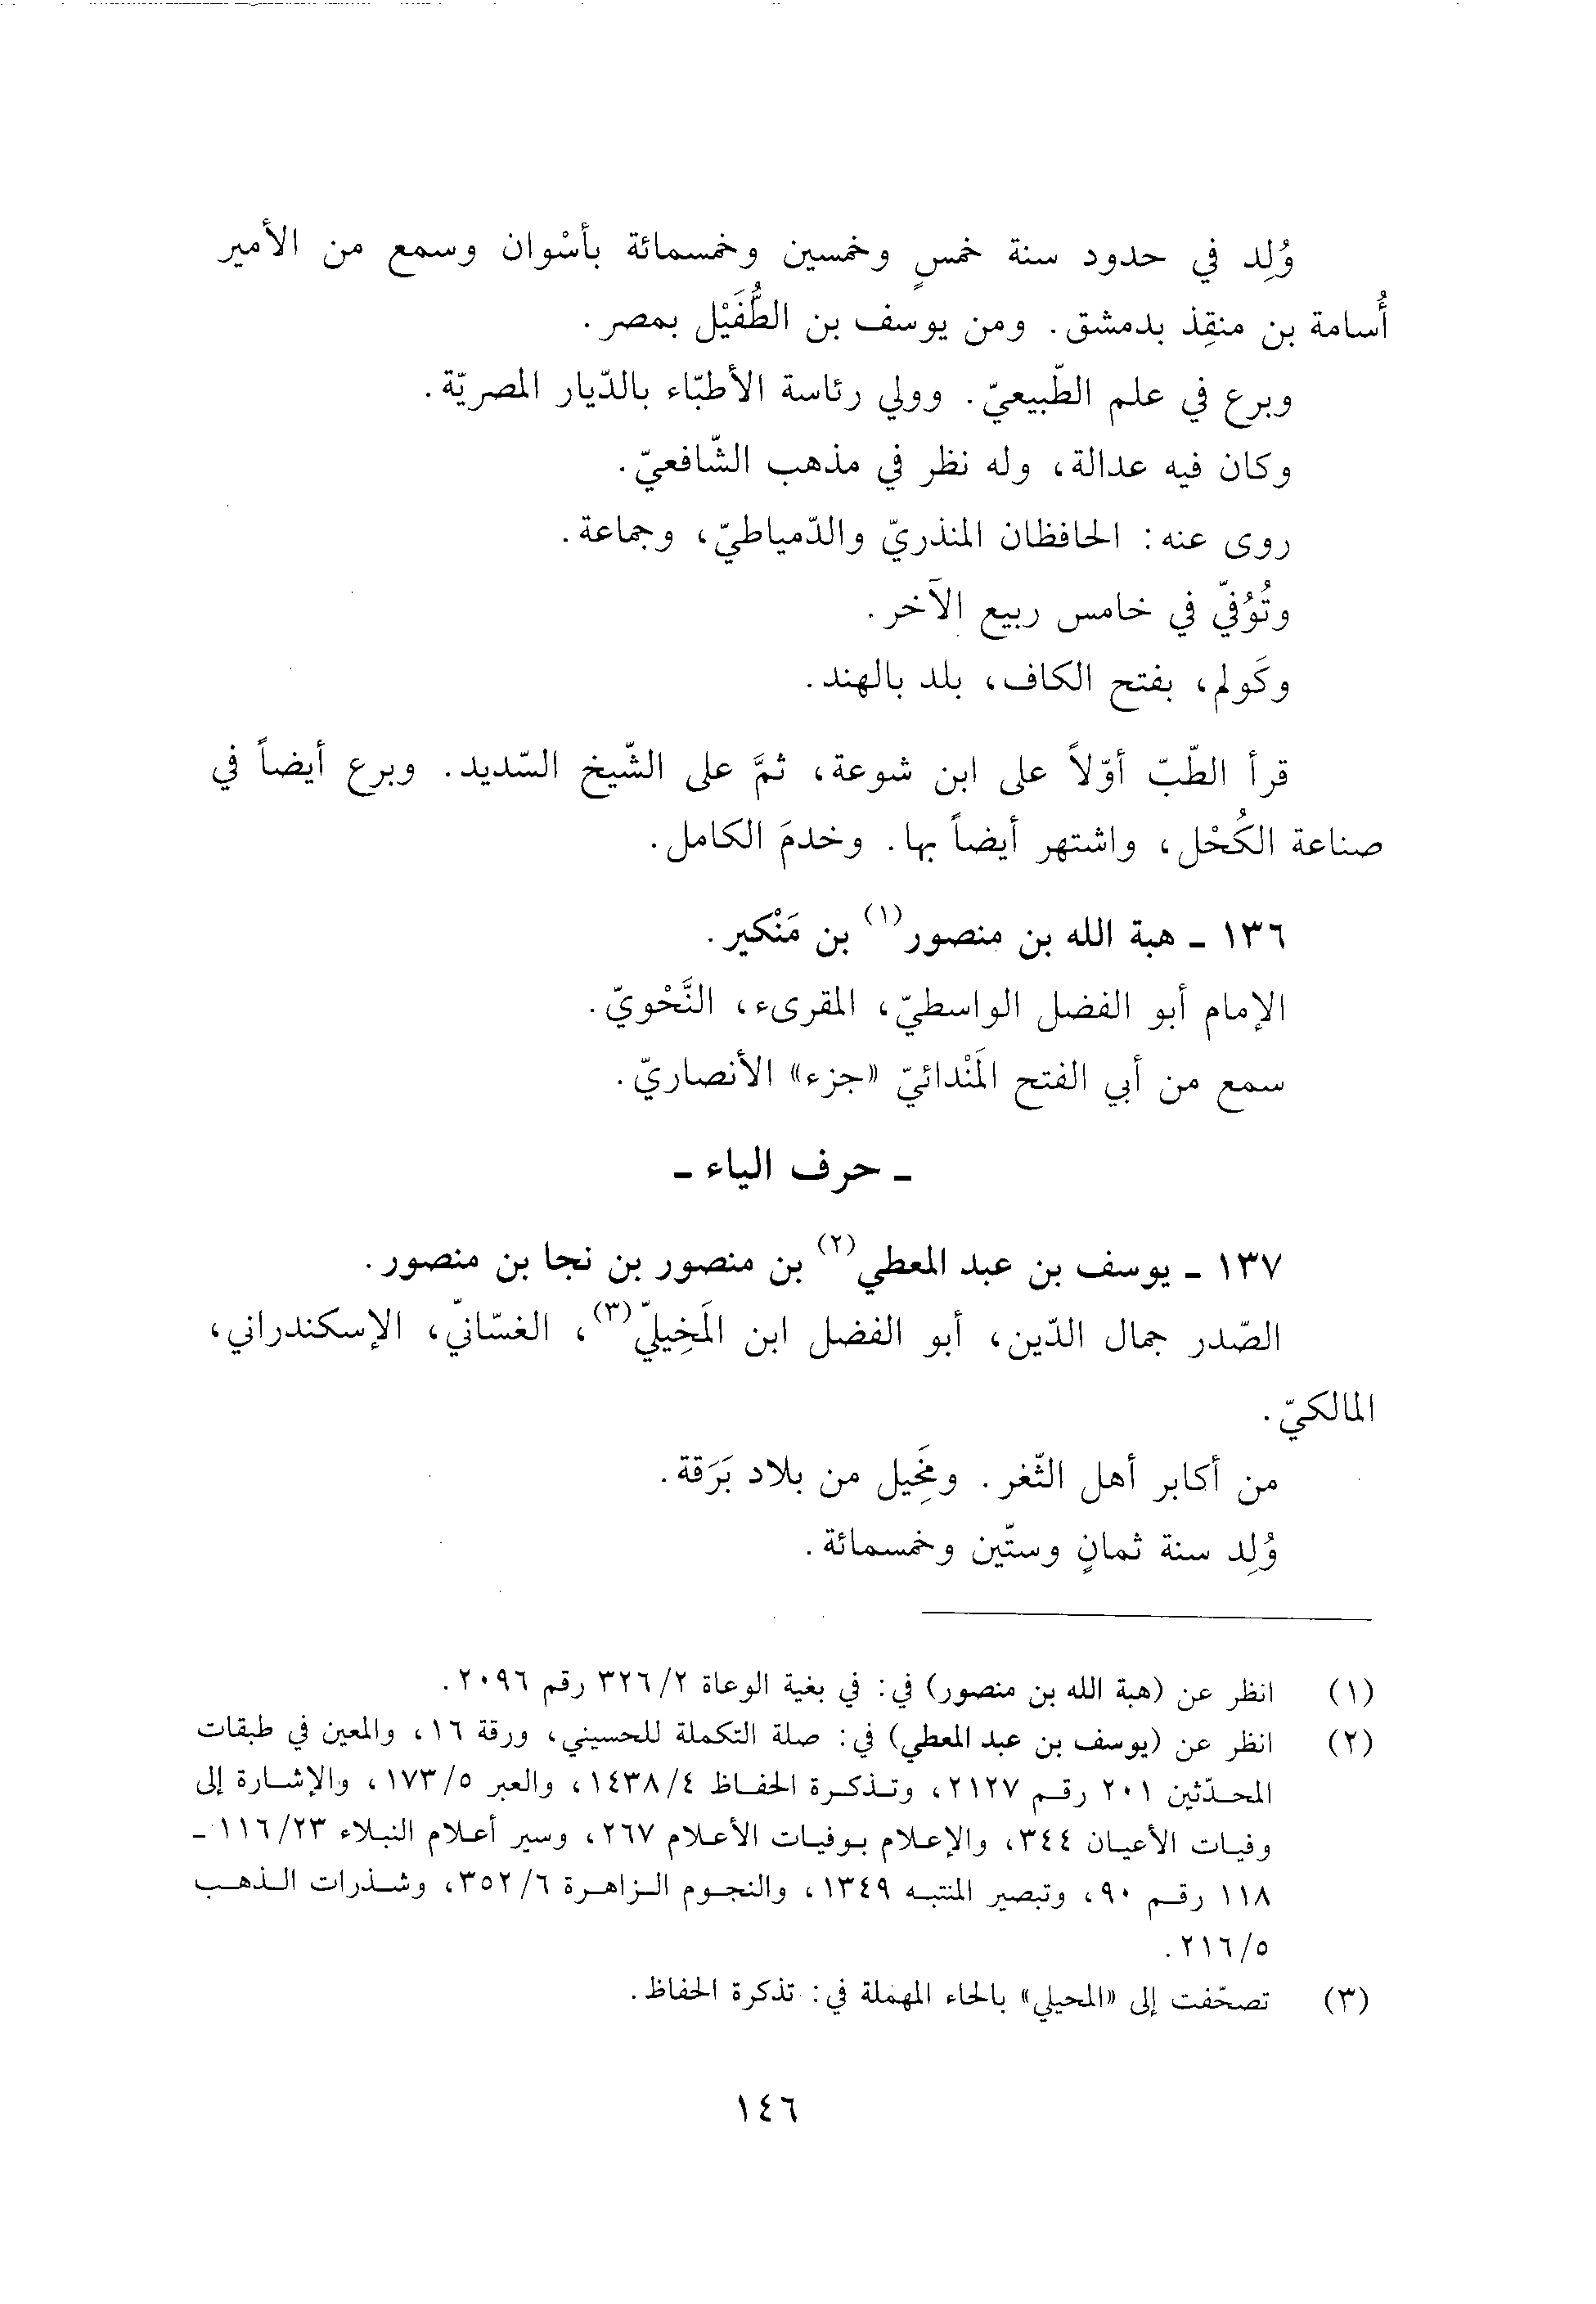 وُلِد في حدود سنة خمسٍ وخمسين وخمسمائة بأسْوان وسمع من الأمير
أُسامة بن منقِذ بدمشق. ومن يوسف بن الطُّفَيْل بمصر.
وبرع في علم الطّبيعيّ. وولي رئاسة الأطبّاء بالدّيار المصريّة.
وكان فيه عدالة، وله نظر في مذهب الشّافعيّ.
روى عنه: الحافظان المنذريّ والدّمياطيّ، وجماعة.
وتُوُفيّ في خامس ربيع الآخر.
وكَولم، بفتح الكاف، بلد بالهند.
قرأ الطّبّ أوّلاً على ابن شوعة، ثمَّ على الشّيخ السّديد. وبرع أيضاً في
صناعة الكُحْل، واشتهر أيضاً بها. وخدمَ الكامل.
١٣٦ ـ هبة الله بن منصور(١) بن مَنْكير.
الإمام أبو الفضل الواسطيّ، المقرىء، النَّحْويّ.
سمع من أبي الفتح المَنْدائيّ «جزء» الأنصاريّ.
ـ حرف الياء ـ
١٣٧ ـ يوسف بن عبد المعطي(٢) بن منصور بن نجا بن منصور.
الصّدر جمال الدّين، أبو الفضل ابن المَخِيليّ(٣)، الغسّانيّ، الإسكندراني،
المالكيّ.
من أكابر أهل الثّغر. ومَخِيل من بلاد بَرَقة.
وُلِد سنة ثمانٍ وستّين وخمسمائة.
(١) انظر عن (هبة الله بن منصور) في: في بغية الوعاة ٣٢٦/٢ رقم ٢٠٩٦.
(٢) انظر عن (يوسف بن عبد المعطي) في: صلة التكملة للحسيني، ورقة ١٦، والمعين في طبقات
المحدّثين ٢٠١ رقم ٢١٢٧، وتذكرة الحفاظ ١٤٣٨/٤، والعبر ١٧٣/٥، والإشارة إلى
وفيات الأعيان ٣٤٤، والإعلام بوفيات الأعلام ٢٦٧، وسير أعلام النبلاء ١١٦/٢٣ ـ
١١٨ رقم ٩٠، وتبصير المنتبه ١٣٤٩، والنجوم الزاهرة ٣٥٢/٦، وشذرات الذهب
٢١٦/٥.
(٣) تصحّفت إلى «المحيلي» بالحاء المهملة في: تذكرة الحفاظ.
١٤٦